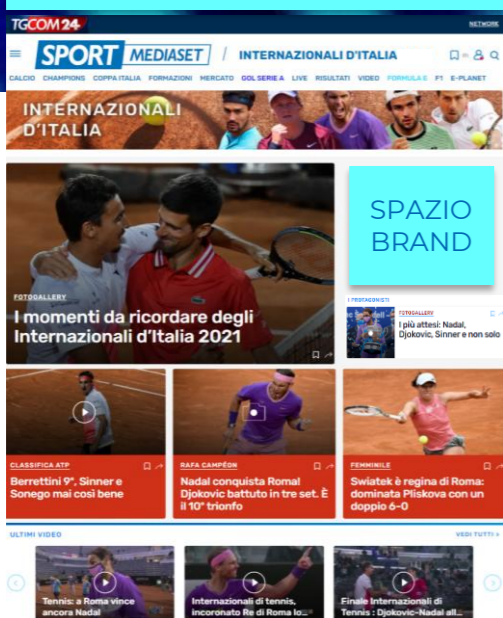 TGCOM24
NETWORK
SPORT MEDIASET / INTERNAZIONALI D'ITALIA
CALCIO CHAMPIONS COPPA ITALIA FORMAZIONI MERCATO GOL SERIE A LIVE RISULTATI VIDEO FORMULA E F1 E-PLANET
INTERNAZIONALI
D'ITALIA
SPAZIO
BRAND
FOTOGALLERY
I momenti da ricordare degli
Internazionali d'Italia 2021
I PROTAGONISTI
FOTOGALLERY
I più attesi: Nadal,
Djokovic, Sinner e non solo
CLASSIFICA ATP
Berrettini 9°, Sinner e
Sonego mai così bene
RAFA CAMPÉON
Nadal conquista Roma!
Djokovic battuto in tre set. È
il 10° trionfo
FEMMINILE
Swiatek è regina di Roma:
dominata Pliskova con un
doppio 6-0
ULTIMI VIDEO
VEDI TUTTI
Tennis: a Roma vince
ancora Nadal
Internazionali di tennis,
incoronato Re di Roma lo...
Finale Internazionali di
Tennis : Djokovic-Nadal all...